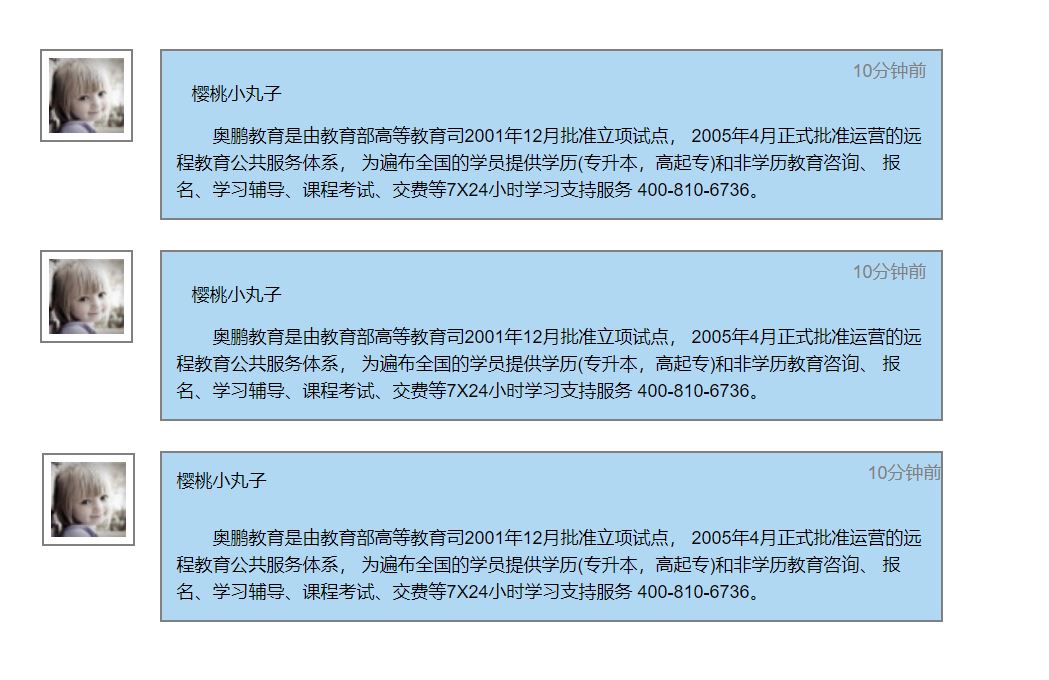 10分钟前
樱桃小丸子
奥鹏教育是由教育部高等教育司2001年12月批准立项试点， 2005年4月正式批准运营的远
程教育公共服务体系， 为遍布全国的学员提供学历(专升本，高起专)和非学历教育咨询、 报
名、学习辅导、课程考试、交费等7X24小时学习支持服务 400-810-6736。
10分钟前
樱桃小丸子
奥鹏教育是由教育部高等教育司2001年12月批准立项试点， 2005年4月正式批准运营的远
程教育公共服务体系， 为遍布全国的学员提供学历(专升本，高起专)和非学历教育咨询、 报
名、学习辅导、课程考试、交费等7X24小时学习支持服务 400-810-6736。
10分钟前
樱桃小丸子
奥鹏教育是由教育部高等教育司2001年12月批准立项试点， 2005年4月正式批准运营的远
程教育公共服务体系， 为遍布全国的学员提供学历(专升本，高起专)和非学历教育咨询、 报
名、学习辅导、课程考试、交费等7X24小时学习支持服务 400-810-6736。